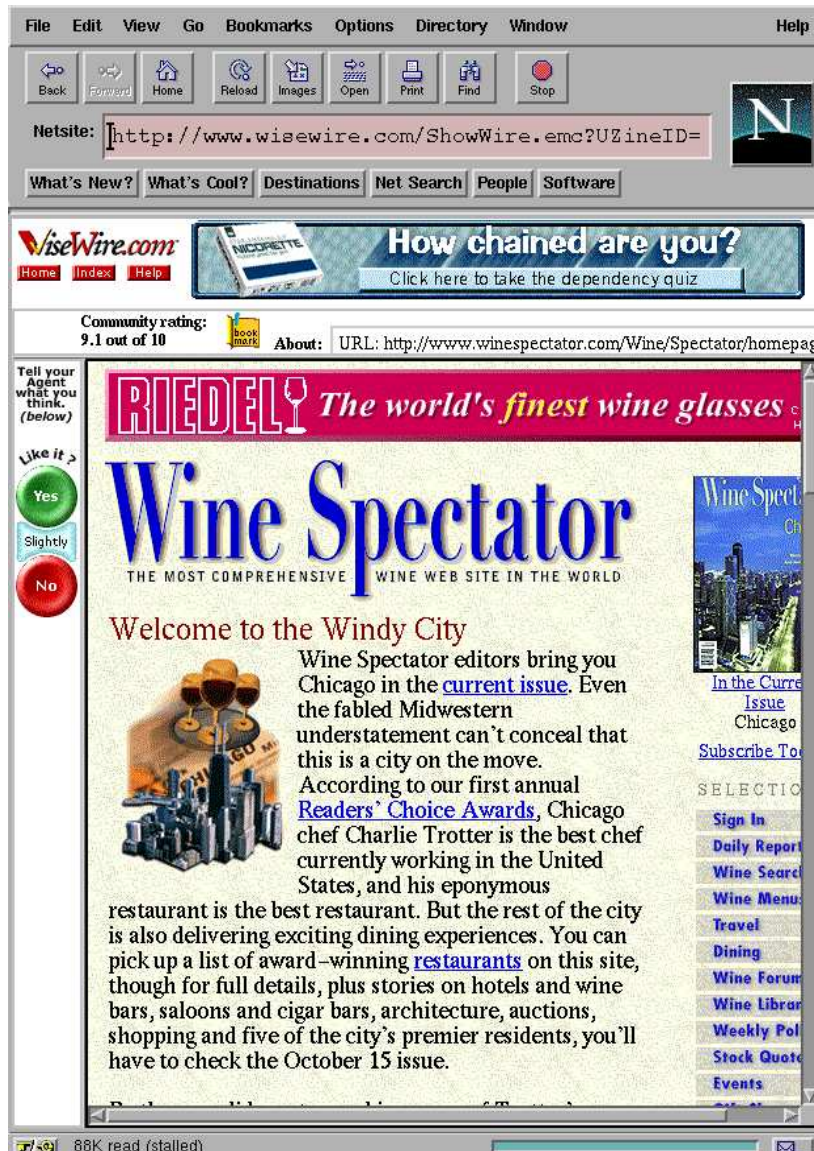 File Edit View Go Bookmarks Options Directory Window Help
Back Forward Home Reload Images Open Print Find Stop
Netsite: http://www.wisewire.com/ShowWire.emc?UZineID=
N
What's New? What's Cool? Destinations Net Search People Software
WiseWire.com
Home Index Help
NICORETTE
How chained are you?
Click here to take the dependency quiz
Community rating:
9.1 out of 10
book
mark
About: URL: http://www.winespectator.com/Wine/Spectator/homepag
Tell your
Agent
what you
think.
(below)
Like it?
Yes
Slightly
No
RIEDEL The world's finest wine glasses
Wine Spectator
THE MOST COMPREHENSIVE WINE WEB SITE IN THE WORLD
Welcome to the Windy City
Wine Spectator editors bring you
Chicago in the current issue. Even
the fabled Midwestern
understatement can't conceal that
this is a city on the move.
According to our first annual
Readers' Choice Awards, Chicago
chef Charlie Trotter is the best chef
currently working in the United
States, and his eponymous
restaurant is the best restaurant. But the rest of the city
is also delivering exciting dining experiences. You can
pick up a list of award-winning restaurants on this site,
though for full details, plus stories on hotels and wine
bars, saloons and cigar bars, architecture, auctions,
shopping and five of the city's premier residents, you'll
have to check the October 15 issue.
CHICAGO
Wine Spect
Ch
In the Curre
Issue
Chicago
Subscribe To
SELECTIO
Sign In
Daily Report
Wine Searc
Wine Menu
Travel
Dining
Wine Forum
Wine Librar
Weekly Pol
Stock Quote
Events
88K read (stalled)